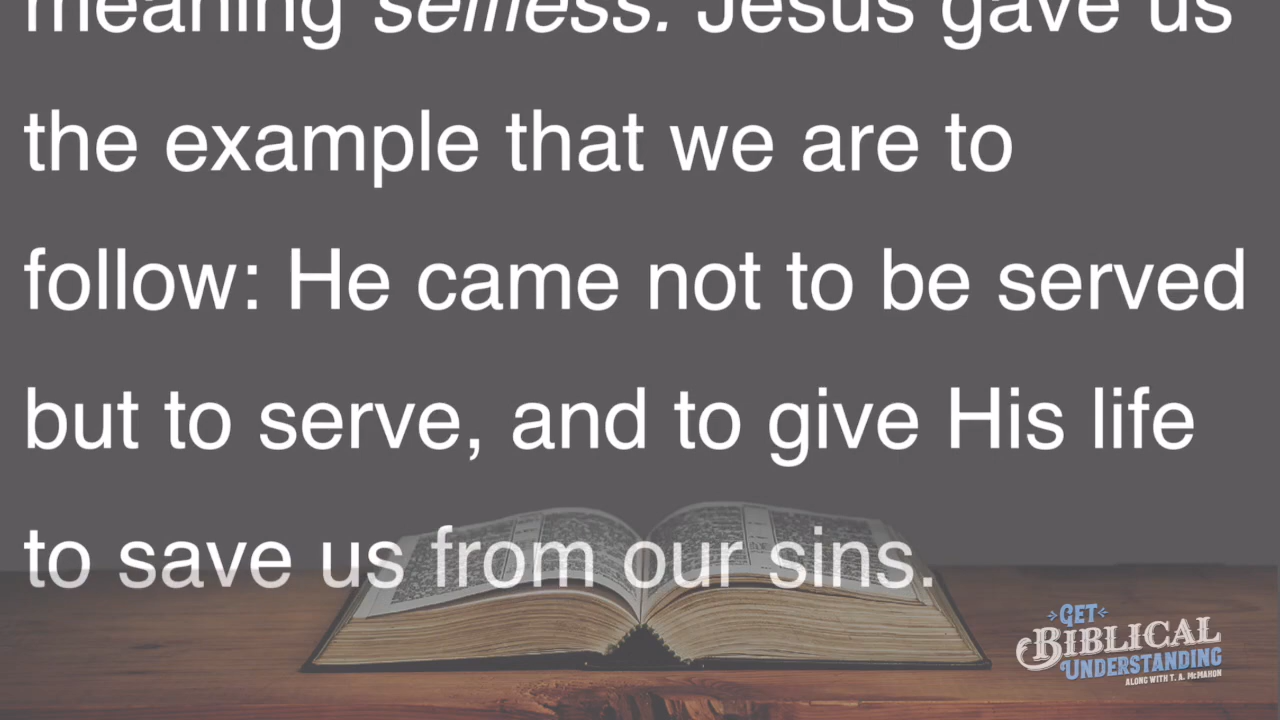 meaning selfless. Jesus gave us
the example that we are to
follow: He came not to be served
but to serve, and to give His life
to save us from our sins.
GET
BIBLICAL
UNDERSTANDING
ALONG WITH T. A. McMAHON